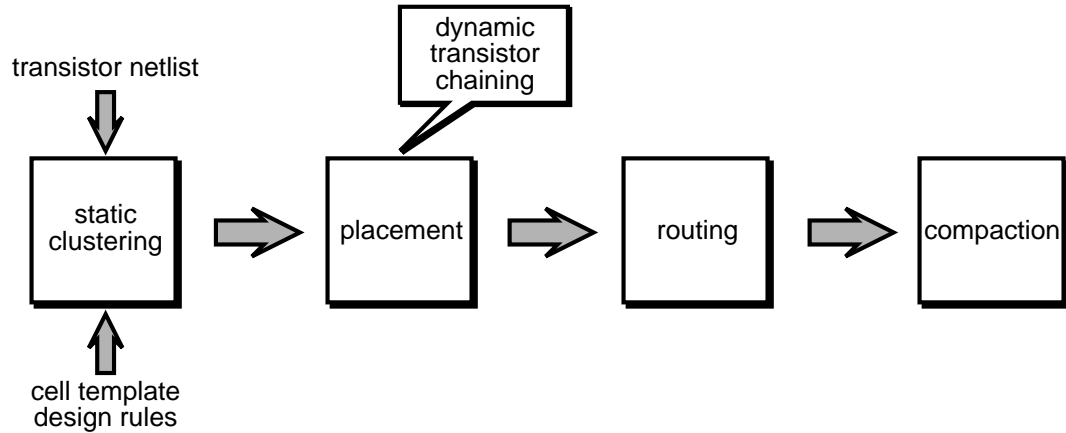 dynamic
transistor
chaining
transistor netlist
static
clustering
placement
routing
compaction
cell template
design rules